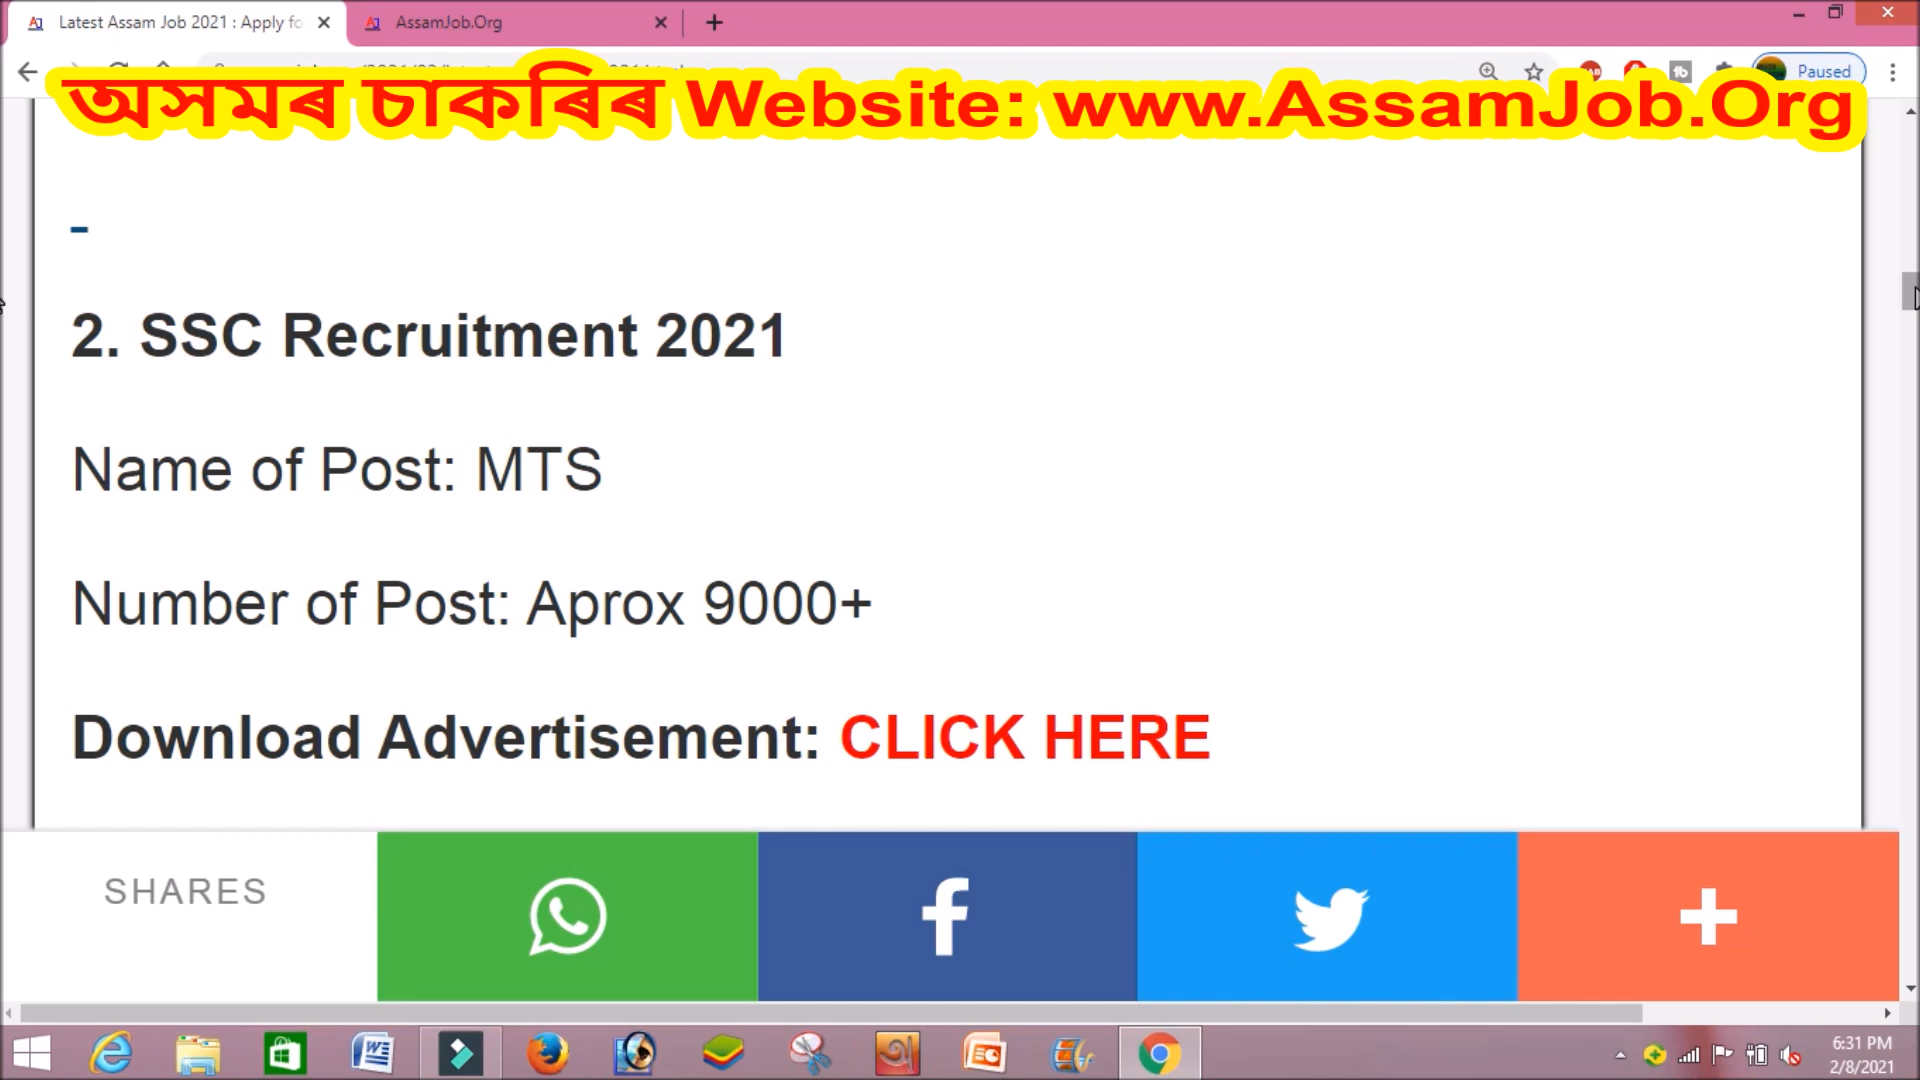 Latest Assam Job 2021 : Apply fo
AssamJob.Org
Paused
অসমৰ চাকৰিৰ Website: www.AssamJob.Org
-
2. SSC Recruitment 2021
Name of Post: MTS
Number of Post: Aprox 9000+
Download Advertisement: CLICK HERE
SHARES
6:31 PM
2/8/2021